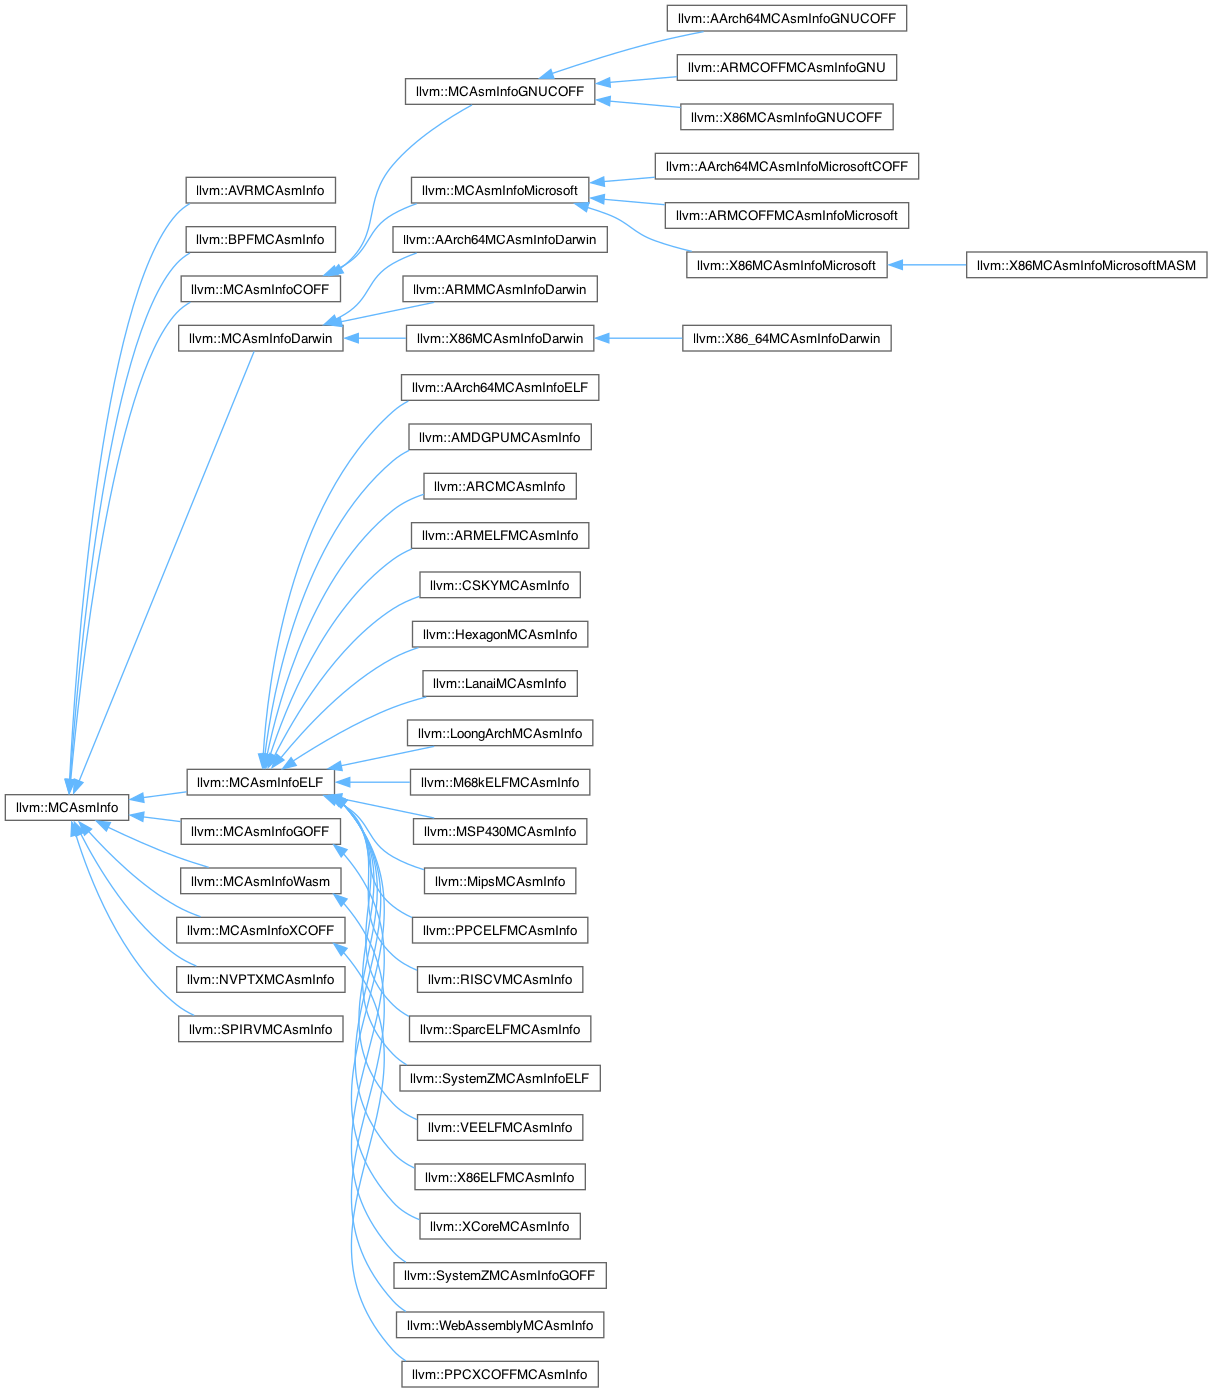 llvm::AArch64MCAsmInfoGNUCOFF
llvm::ARMCOFFMCAsmInfoGNU
llvm::MCAsmInfoGNUCOFF
llvm::X86MCAsmInfoGNUCOFF
llvm::AArch64MCAsmInfoMicrosoftCOFF
llvm::AVRMCAsmInfo
llvm::MCAsmInfoMicrosoft
llvm::ARMCOFFMCAsmInfoMicrosoft
llvm::BPFMCAsmInfo
llvm::AArch64MCAsmInfoDarwin
llvm::X86MCAsmInfoMicrosoft
llvm::X86MCAsmInfoMicrosoftMASM
llvm::MCAsmInfoCOFF
llvm::ARMMCAsmInfoDarwin
llvm::MCAsmInfoDarwin
llvm::X86MCAsmInfoDarwin
llvm::X86_64MCAsmInfoDarwin
llvm::AArch64MCAsmInfoELF
llvm::AMDGPUMCAsmInfo
llvm::ARCMCAsmInfo
llvm::ARMELFMCAsmInfo
llvm::CSKYMCAsmInfo
llvm::HexagonMCAsmInfo
llvm::LanaiMCAsmInfo
llvm::LoongArchMCAsmInfo
llvm::MCAsmInfoELF
llvm::M68kELFMCAsmInfo
llvm::MCAsmInfo
llvm::MCAsmInfoGOFF
llvm::MSP430MCAsmInfo
llvm::MCAsmInfoWasm
llvm::MipsMCAsmInfo
llvm::MCAsmInfoXCOFF
llvm::PPCELFMCAsmInfo
llvm::NVPTXMCAsmInfo
llvm::RISCVMCAsmInfo
llvm::SPIRVMCAsmInfo
llvm::SparcELFMCAsmInfo
llvm::SystemZMCAsmInfoELF
llvm::VEELFMCAsmInfo
llvm::X86ELFMCAsmInfo
llvm::XCoreMCAsmInfo
llvm::SystemZMCAsmInfoGOFF
llvm::WebAssemblyMCAsmInfo
llvm::PPCXCOFFMCAsmInfo